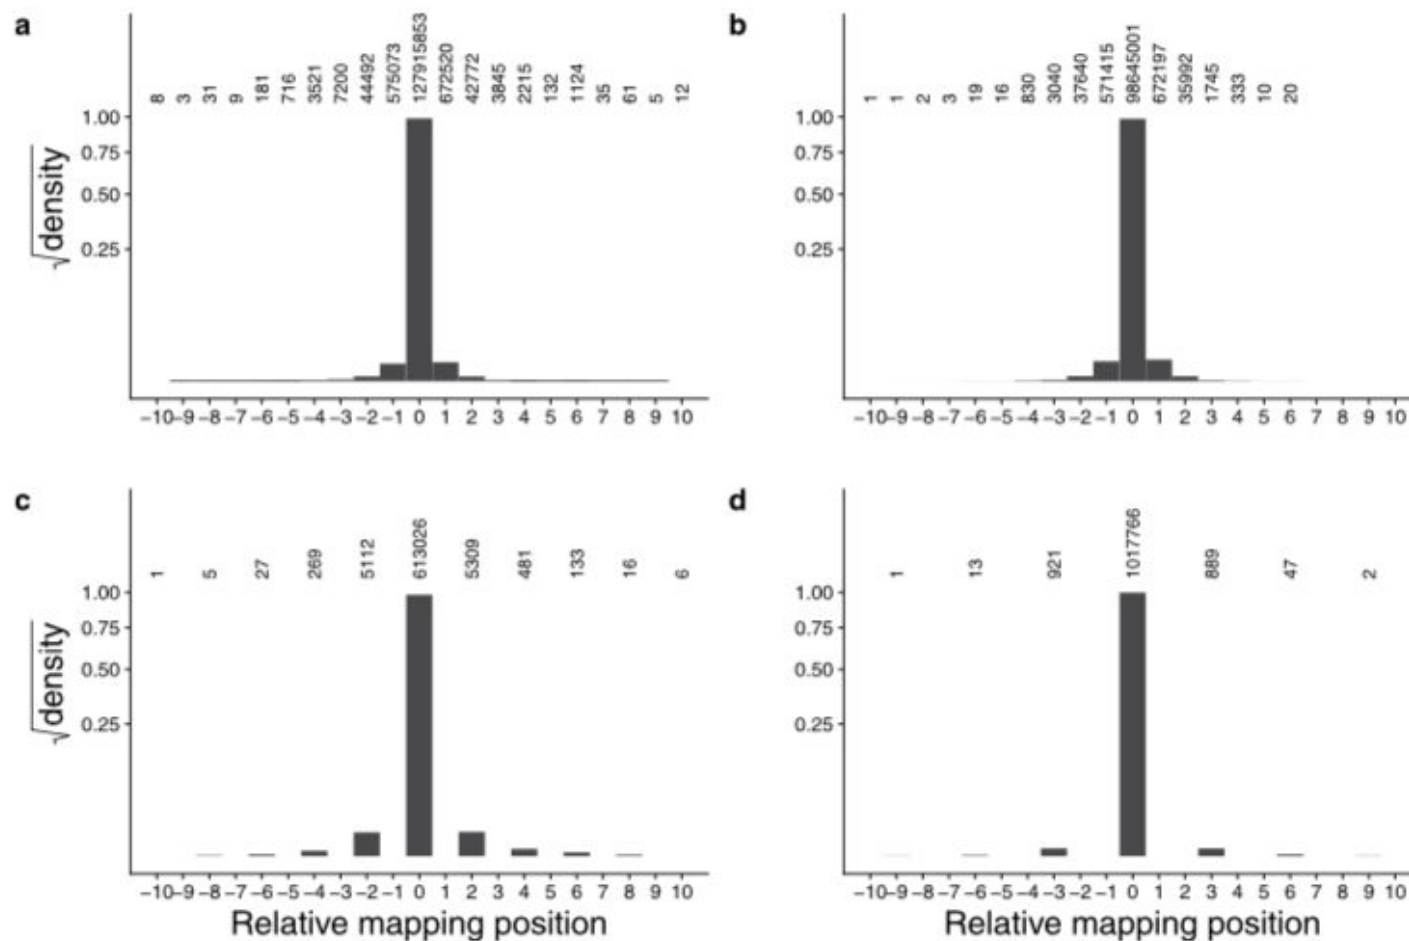 a
8 3 31 9 181 716 3521 7200 44492 575073 127915853 672520 42772 3845 2215 132 1124 35 61 5 12
1.00
0.75
0.50
0.25
√density
−10 −9 −8 −7 −6 −5 −4 −3 −2 −1 0 1 2 3 4 5 6 7 8 9 10
b
1 1 2 3 19 16 830 3040 37640 571415 98645001 672197 35992 1745 333 10 20
1.00
0.75
0.50
0.25
−10 −9 −8 −7 −6 −5 −4 −3 −2 −1 0 1 2 3 4 5 6 7 8 9 10
c
1 5 27 269 5112 613026 5309 481 133 16 6
1.00
0.75
0.50
0.25
√density
−10 −9 −8 −7 −6 −5 −4 −3 −2 −1 0 1 2 3 4 5 6 7 8 9 10
Relative mapping position
d
1 13 921 1017766 889 47 2
1.00
0.75
0.50
0.25
−10 −9 −8 −7 −6 −5 −4 −3 −2 −1 0 1 2 3 4 5 6 7 8 9 10
Relative mapping position